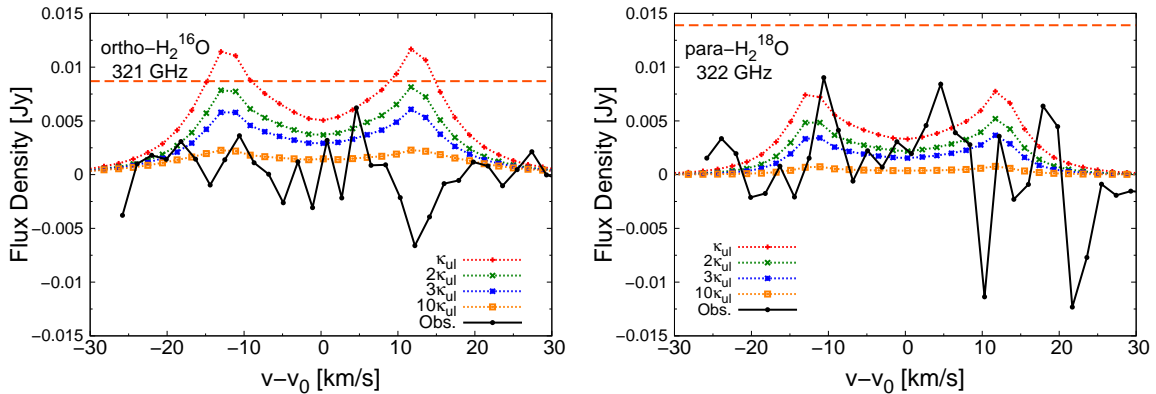 0.015
0.01
0.005
0
−0.005
−0.01
−0.015
Flux Density [Jy]
ortho−H₂¹⁶O
321 GHz
κᵤₗ
2κᵤₗ
3κᵤₗ
10κᵤₗ
Obs.
−30 −20 −10 0 10 20 30
v−v₀ [km/s]
0.015
0.01
0.005
0
−0.005
−0.01
−0.015
Flux Density [Jy]
para−H₂¹⁸O
322 GHz
κᵤₗ
2κᵤₗ
3κᵤₗ
10κᵤₗ
Obs.
−30 −20 −10 0 10 20 30
v−v₀ [km/s]